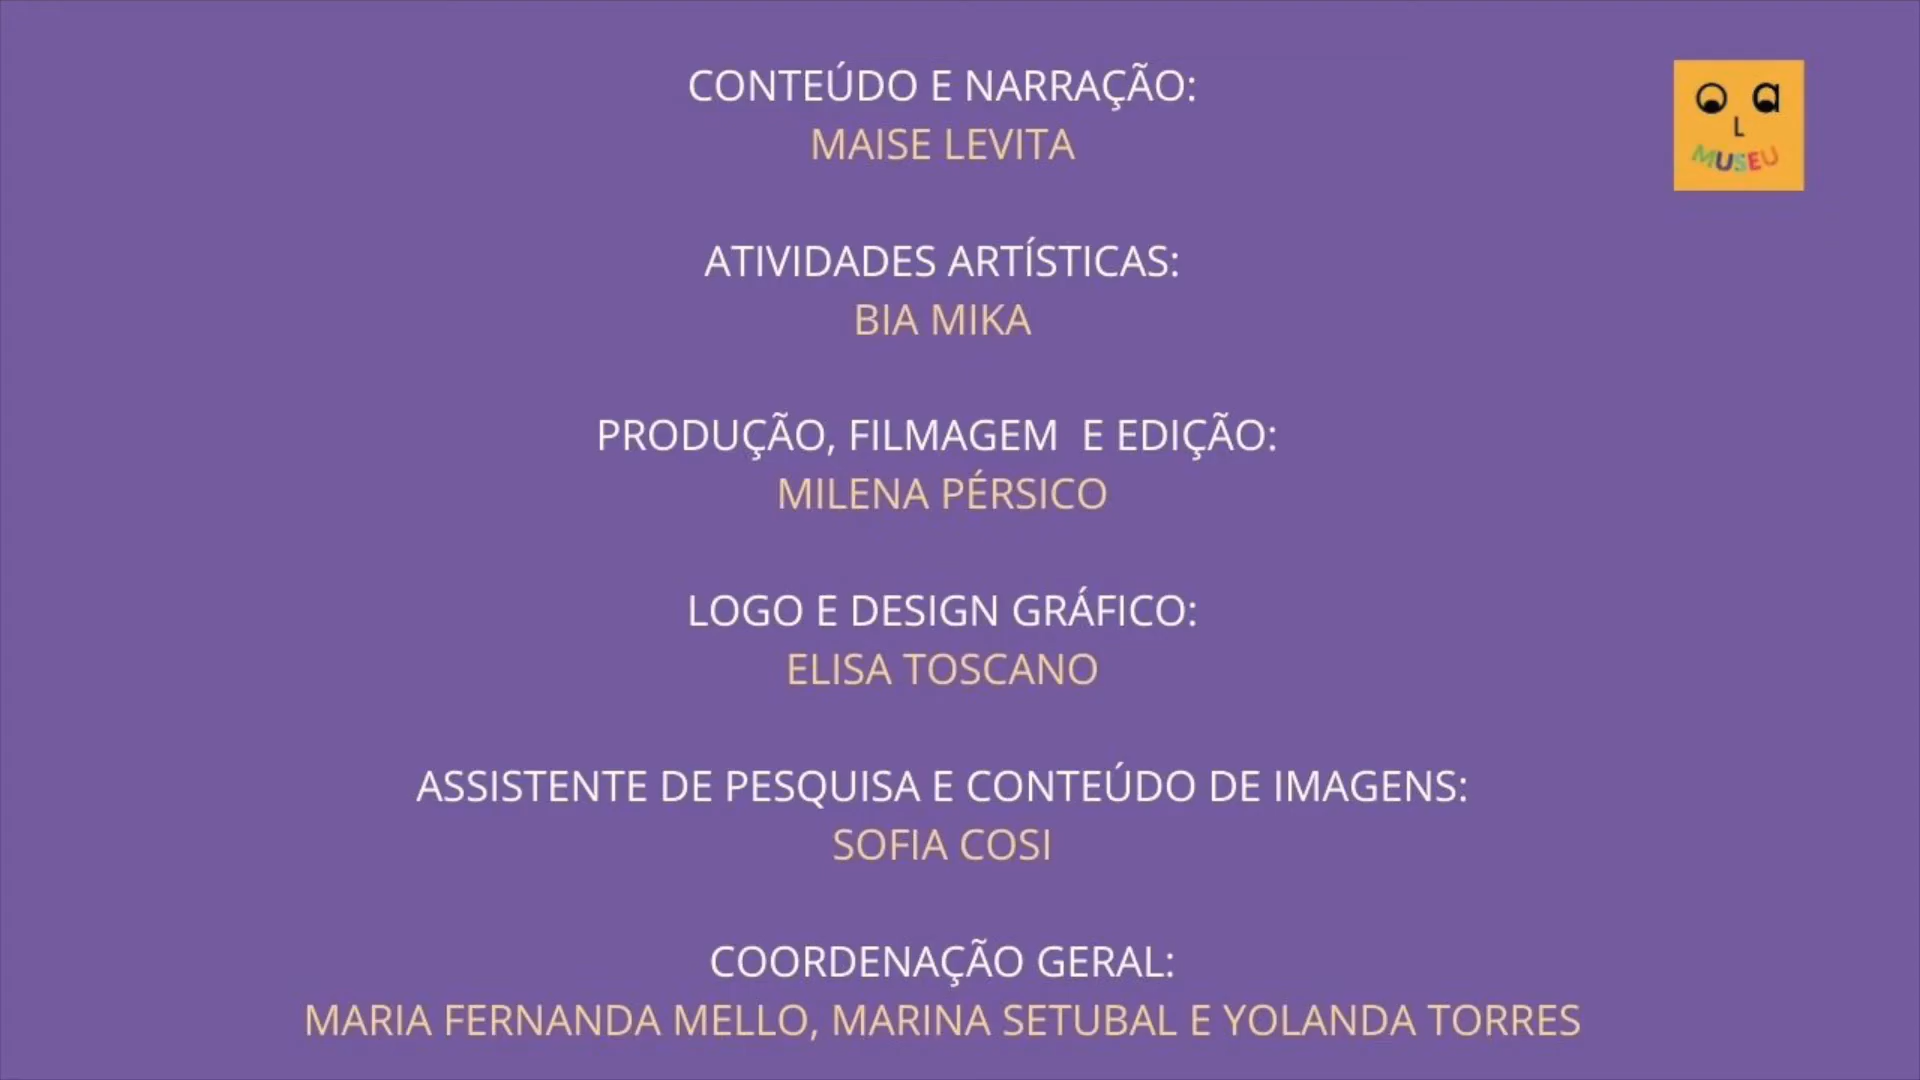 CONTEÚDO E NARRAÇÃO:
MAISE LEVITA
ATIVIDADES ARTÍSTICAS:
BIA MIKA
PRODUÇÃO, FILMAGEM  E EDIÇÃO:
MILENA PÉRSICO
LOGO E DESIGN GRÁFICO:
ELISA TOSCANO
ASSISTENTE DE PESQUISA E CONTEÚDO DE IMAGENS:
SOFIA COSI
COORDENAÇÃO GERAL:
MARIA FERNANDA MELLO, MARINA SETUBAL E YOLANDA TORRES
O L a
MUSEU